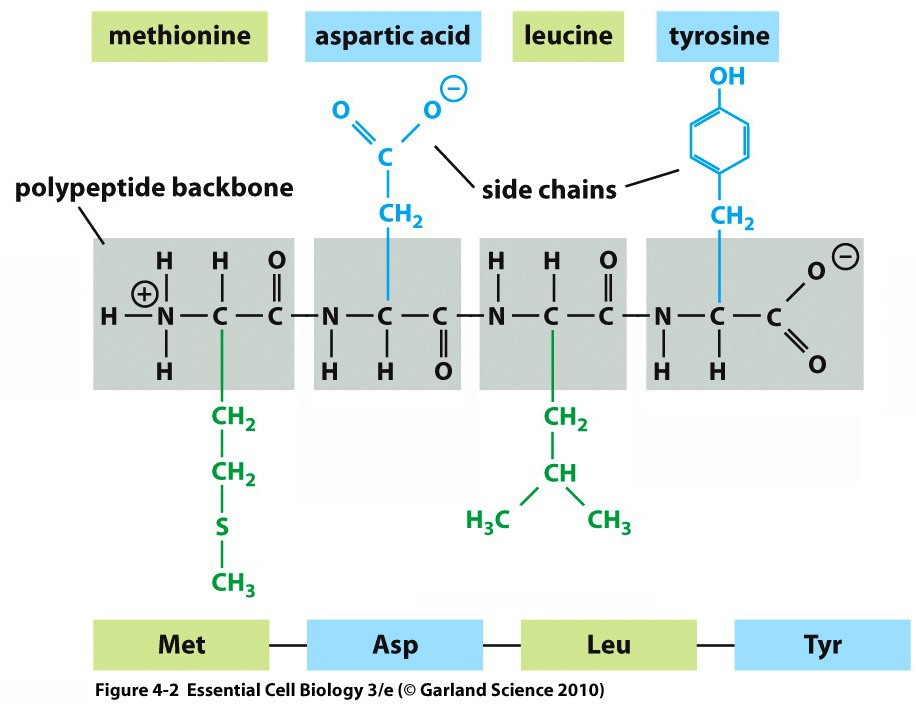 methionine aspartic acid leucine tyrosine
OH
O O −
C
polypeptide backbone side chains
CH₂ CH₂
H H O H H O O −
+
H N C C N C C N C C N C C
H H H O H H O
CH₂ CH₂
CH₂ CH
S H₃C CH₃
CH₃
Met Asp Leu Tyr
Figure 4-2 Essential Cell Biology 3/e (© Garland Science 2010)